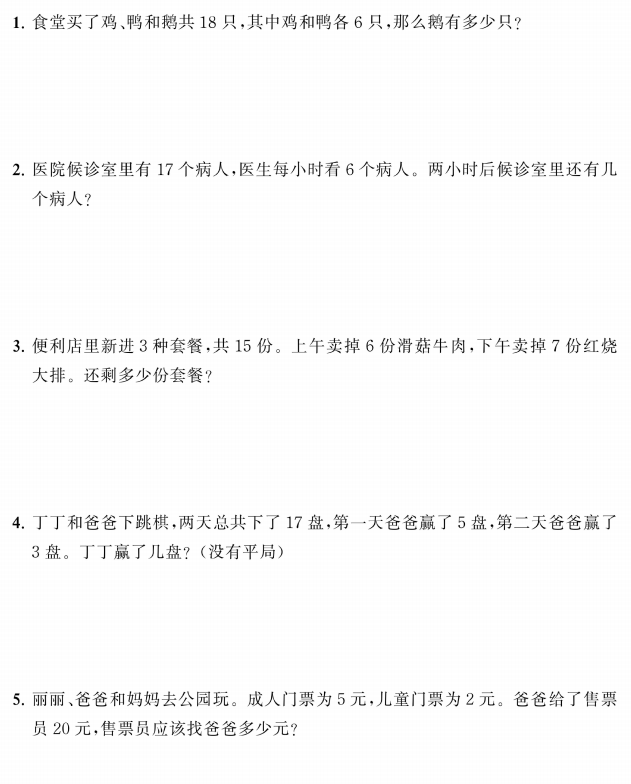 1. 食堂买了鸡、鸭和鹅共 18 只,其中鸡和鸭各 6 只,那么鹅有多少只?
2. 医院候诊室里有 17 个病人,医生每小时看 6 个病人。两小时后候诊室里还有几
个病人?
3. 便利店里新进 3 种套餐,共 15 份。上午卖掉 6 份滑菇牛肉,下午卖掉 7 份红烧
大排。还剩多少份套餐?
4. 丁丁和爸爸下跳棋,两天总共下了 17 盘,第一天爸爸赢了 5 盘,第二天爸爸赢了
3 盘。丁丁赢了几盘?(没有平局)
5. 丽丽、爸爸和妈妈去公园玩。成人门票为 5 元,儿童门票为 2 元。爸爸给了售票
员 20 元,售票员应该找爸爸多少元?